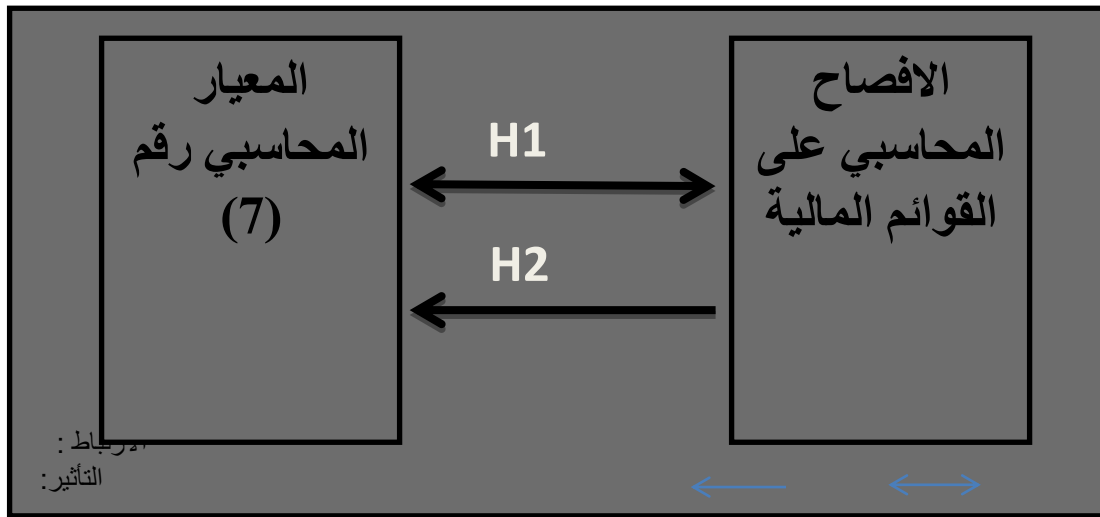 الافصاح
المحاسبي على
القوائم المالية
H1
H2
المعيار
المحاسبي رقم
(7)
التأثير: